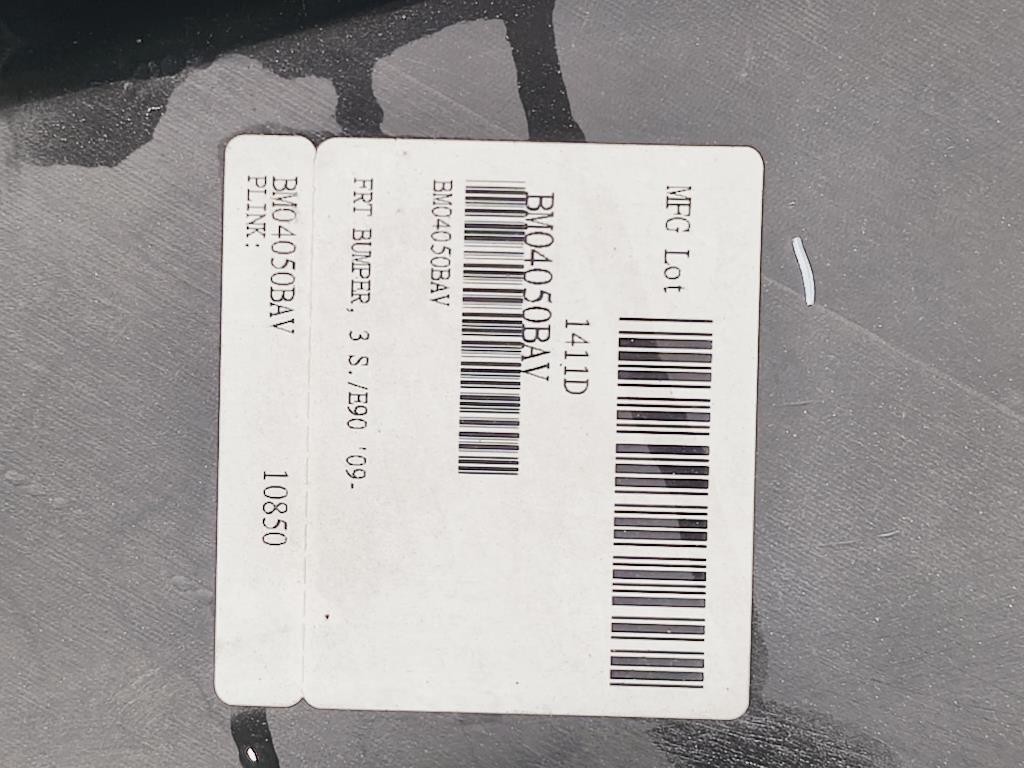 MFG Lot
1411D
BM04050BAV
BM04050BAV
FRT BUMPER, 3 S./E90 '09-
BM04050BAV 10850
PLINK: